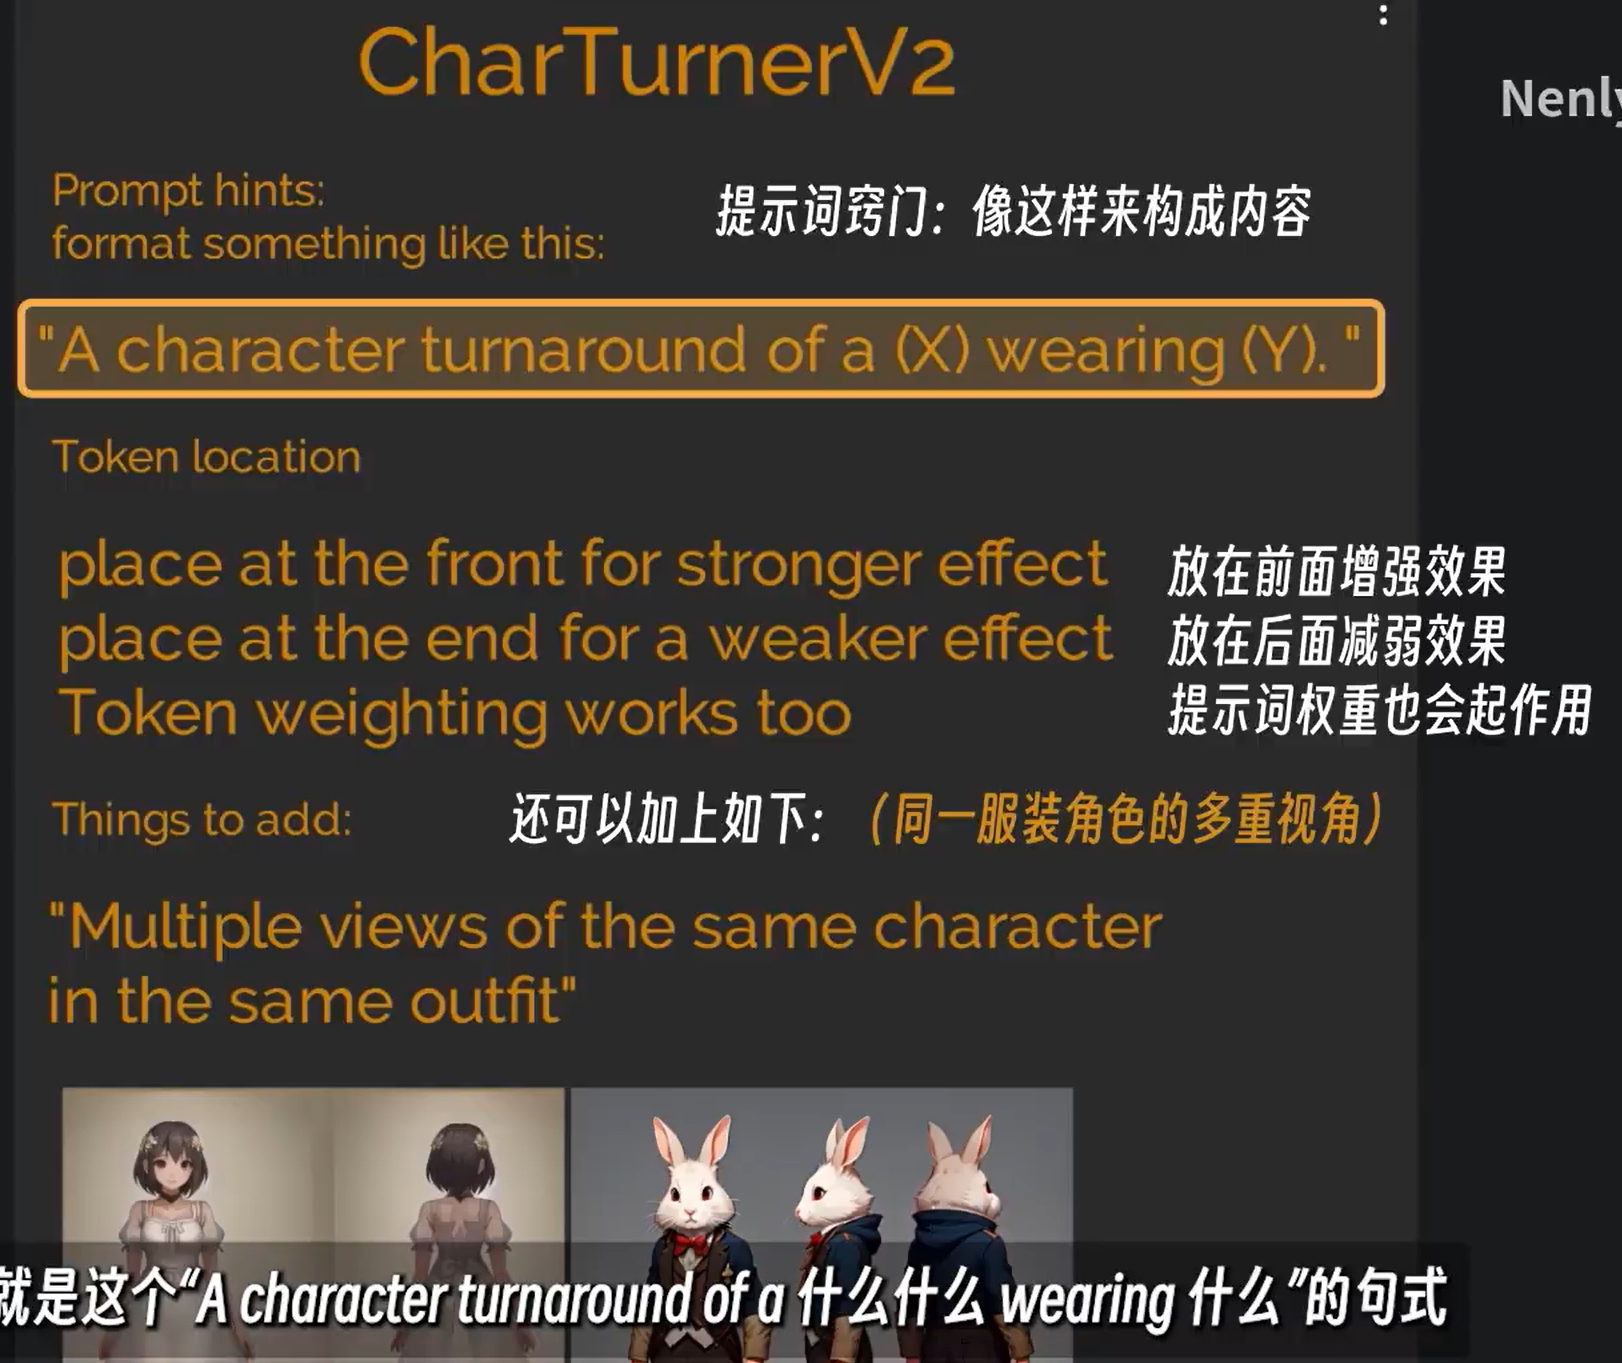 CharTurnerV2
Prompt hints:
format something like this:
提示词窍门：像这样来构成内容
"A character turnaround of a (X) wearing (Y). "
Token location
place at the front for stronger effect
放在前面增强效果
place at the end for a weaker effect
放在后面减弱效果
Token weighting works too
提示词权重也会起作用
Things to add:
还可以加上如下：（同一服装角色的多重视角）
"Multiple views of the same character
in the same outfit"
就是这个“A character turnaround of a 什么什么 wearing 什么”的句式